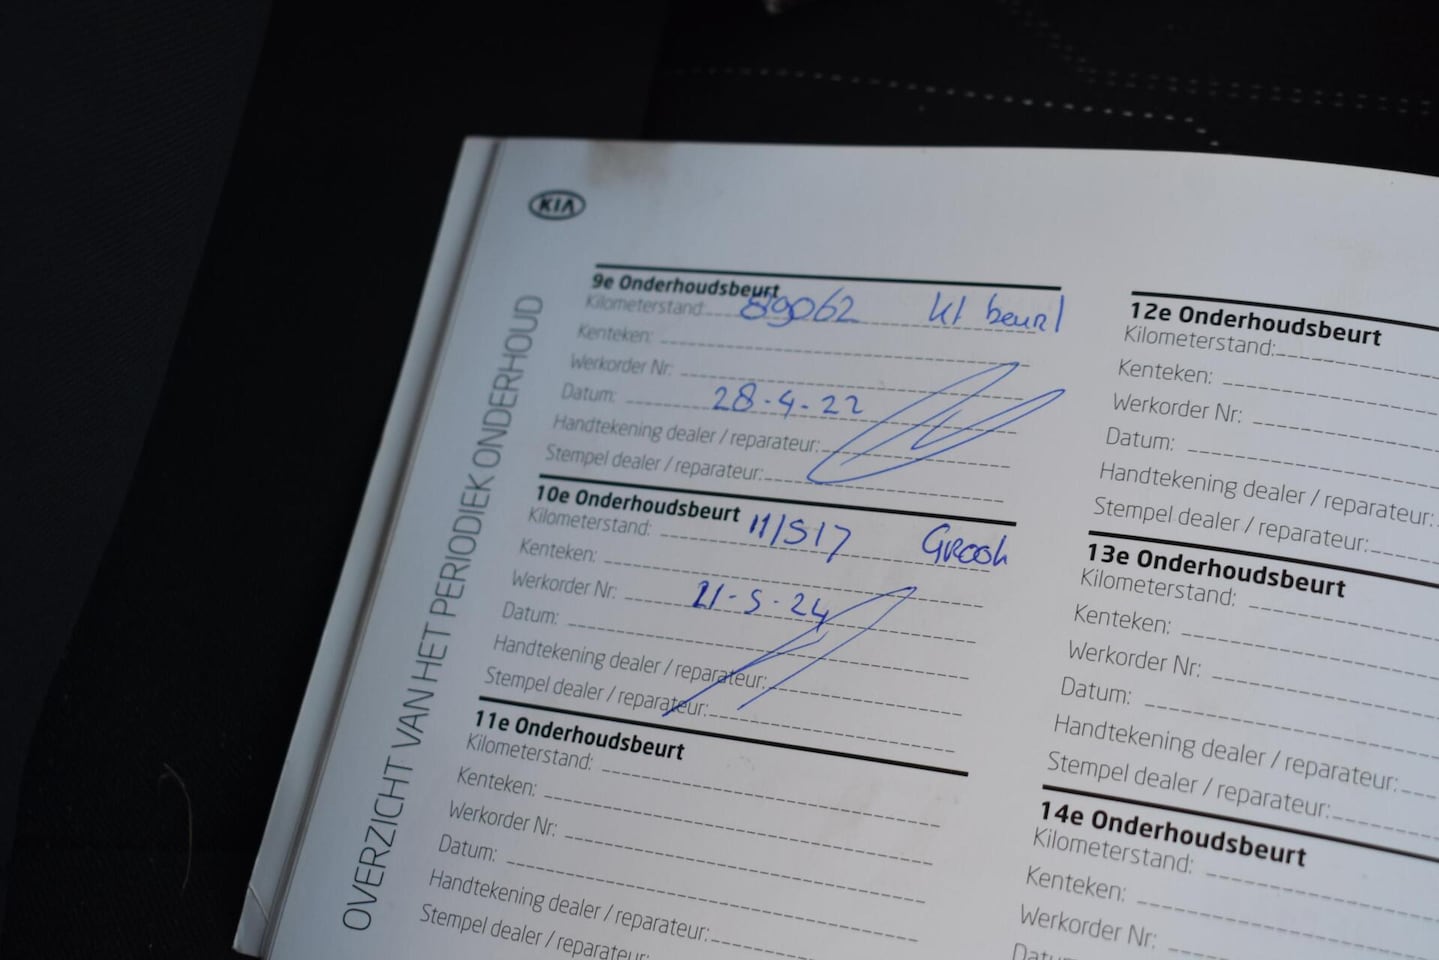 KIA
OVERZICHT VAN HET PERIODIEK ONDERHOUD
9e Onderhoudsbeurt
Kilometerstand: 89062 kl beurt
Kenteken:
Werkorder Nr:
Datum: 28-4-22
Handtekening dealer / reparateur:
Stempel dealer / reparateur:
10e Onderhoudsbeurt
Kilometerstand: 111517
Kenteken:
Werkorder Nr: 21-5-24
Datum:
Handtekening dealer / reparateur:
Stempel dealer / reparateur:
11e Onderhoudsbeurt
Kilometerstand:
Kenteken:
Werkorder Nr:
Datum:
Handtekening dealer / reparateur:
Stempel dealer / reparateur:
12e Onderhoudsbeurt
Kilometerstand:
Kenteken:
Werkorder Nr:
Datum:
Handtekening dealer / reparateur:
Stempel dealer / reparateur:
13e Onderhoudsbeurt
Kilometerstand:
Kenteken:
Werkorder Nr:
Datum:
Handtekening dealer / reparateur:
Stempel dealer / reparateur:
14e Onderhoudsbeurt
Kilometerstand:
Kenteken:
Werkorder Nr: